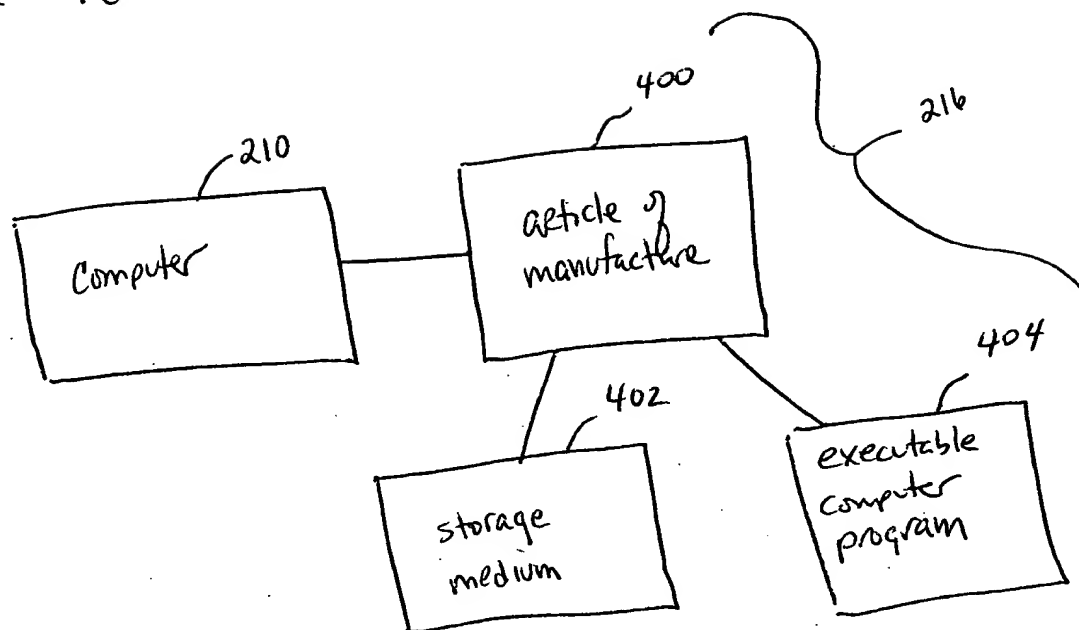 400
216
210
article of
manufacture
Computer
404
402
executable
computer
program
storage
medium